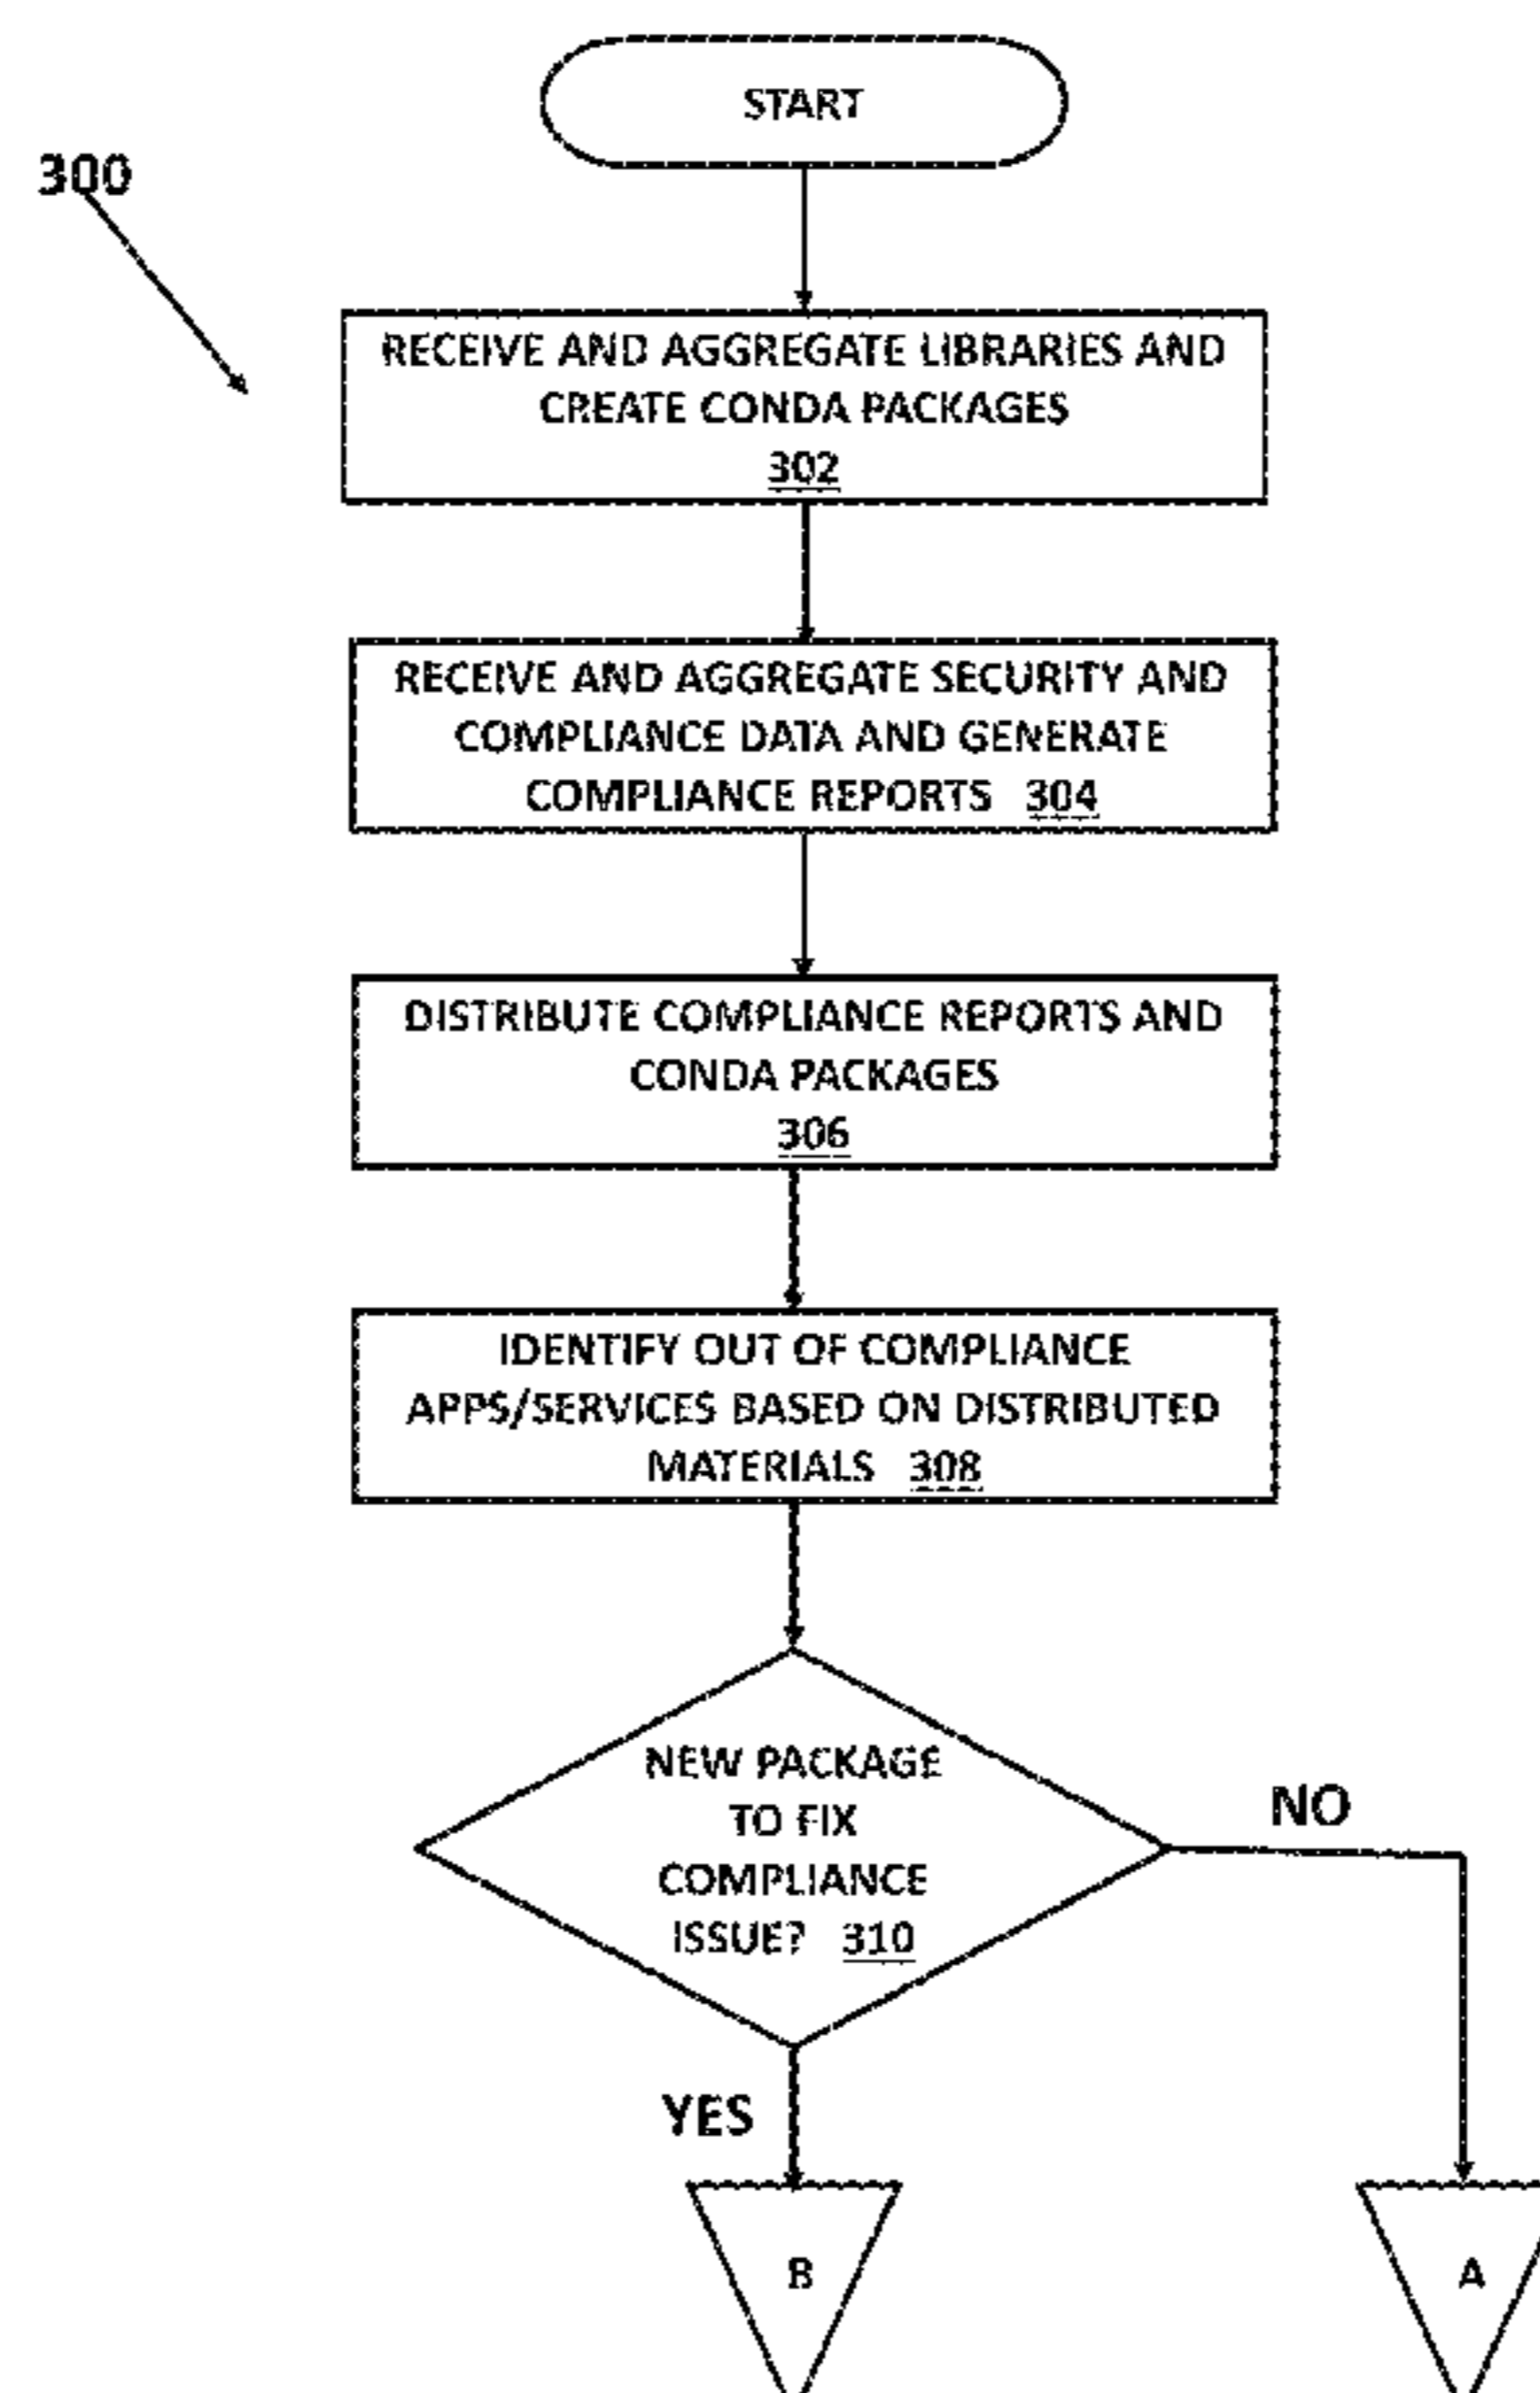 START
300
RECEIVE AND AGGREGATE LIBRARIES AND
CREATE CONDA PACKAGES
302
RECEIVE AND AGGREGATE SECURITY AND
COMPLIANCE DATA AND GENERATE
COMPLIANCE REPORTS 304
DISTRIBUTE COMPLIANCE REPORTS AND
CONDA PACKAGES
306
IDENTIFY OUT OF COMPLIANCE
APPS/SERVICES BASED ON DISTRIBUTED
MATERIALS 308
NEW PACKAGE
TO FIX
COMPLIANCE
ISSUE? 310
NO
YES
B
A